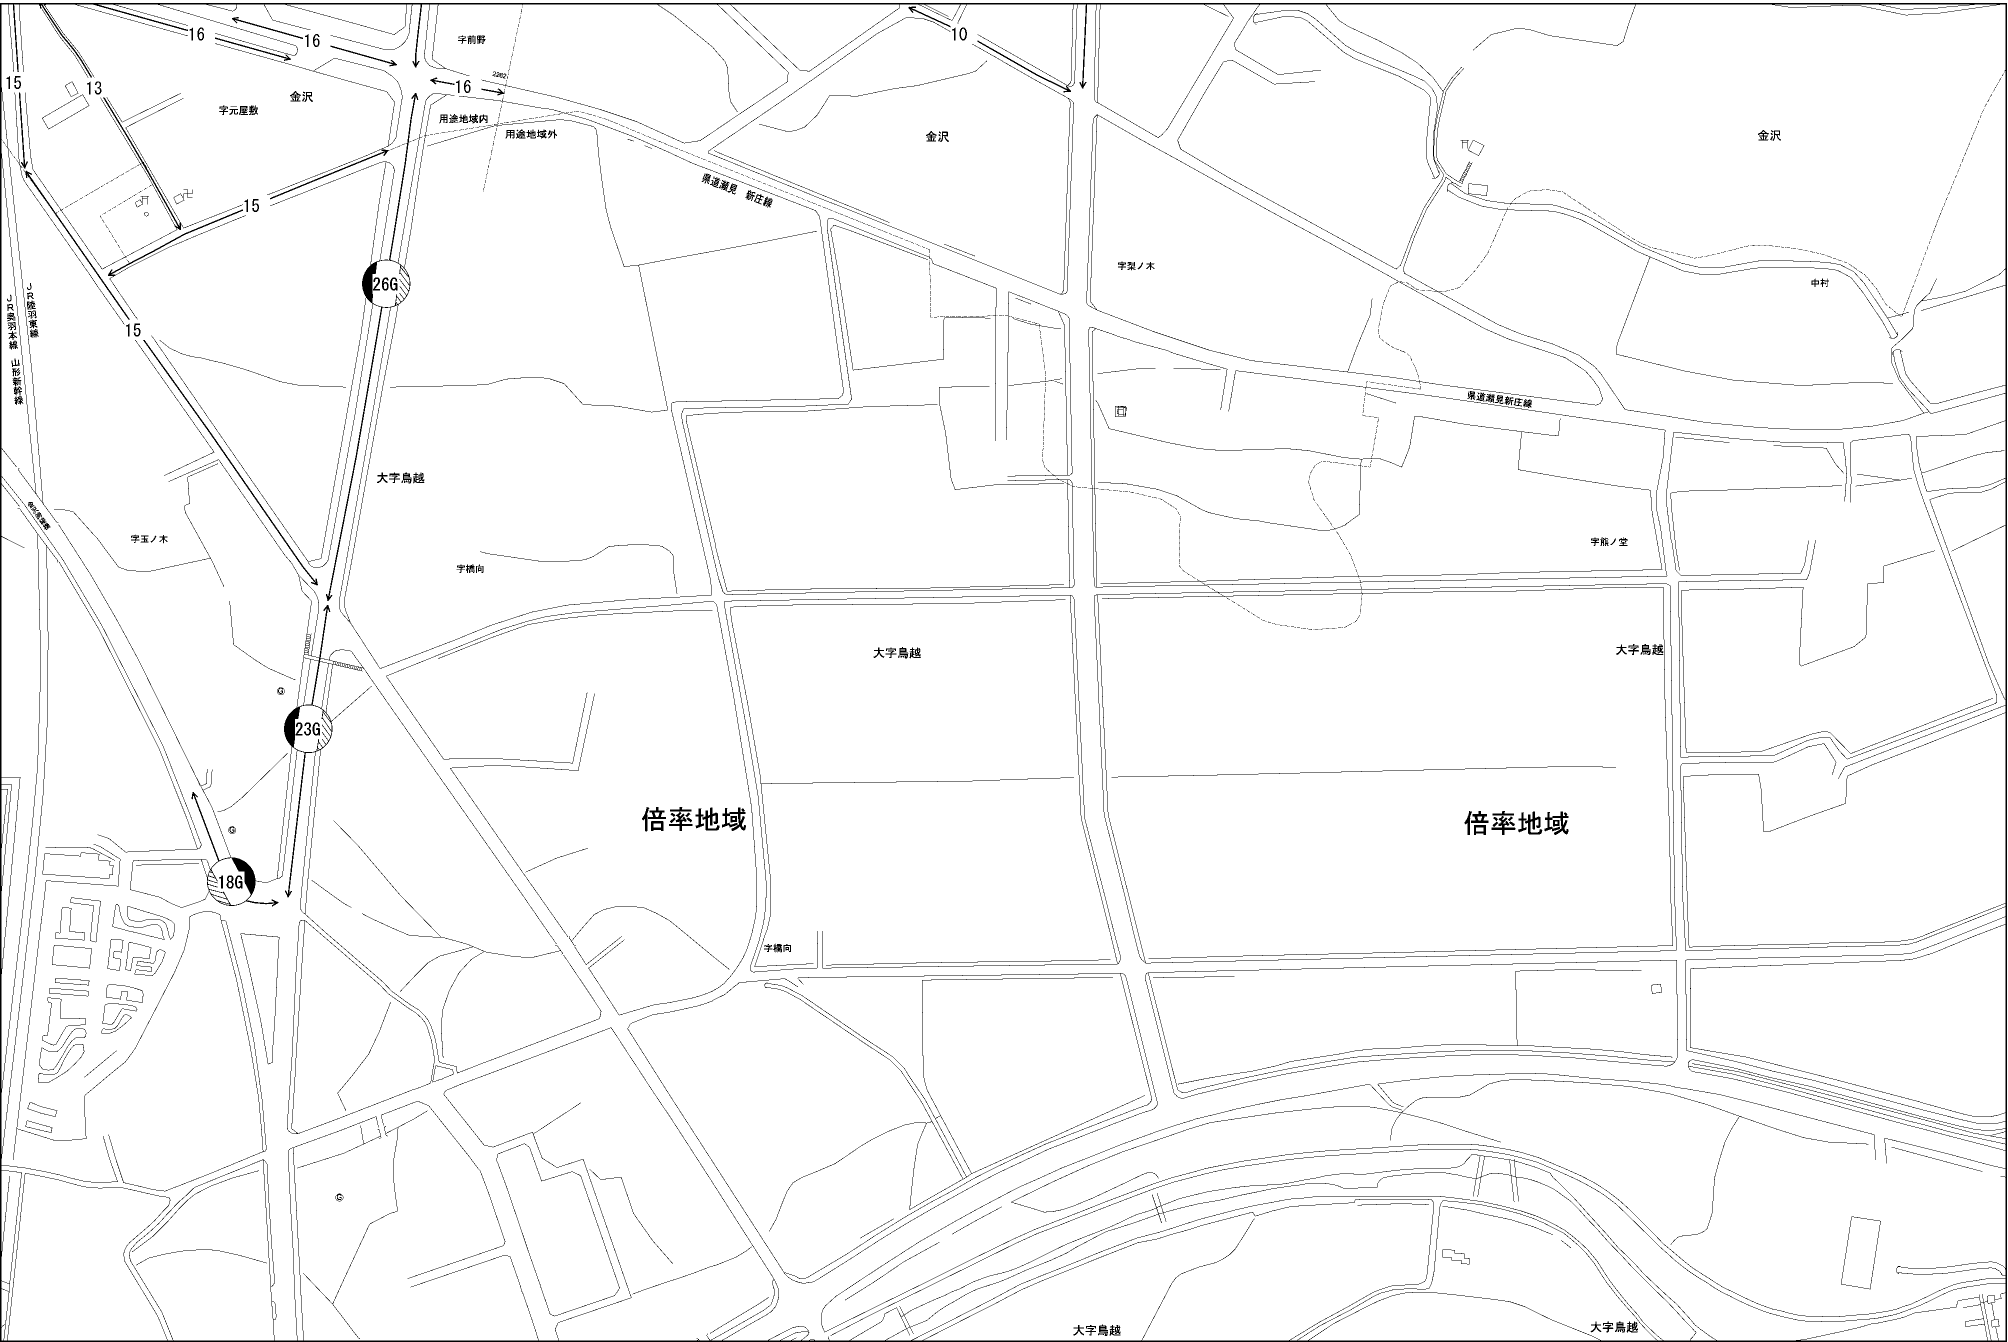 16
16
字前野
10
15
13
16
2262
金沢
字元屋敷
用途地域内
用途地域外
金沢
金沢
県道瀬見　新庄線
15
字梨ノ木
中村
26G
JR陸羽東線
JR奥羽本線　山形新幹線
15
県道瀬見新庄線
大字鳥越
字玉ノ木
字橋向
字熊ノ堂
大字鳥越
大字鳥越
G
23G
倍率地域
倍率地域
G
18G
字橋向
G
大字鳥越
大字鳥越